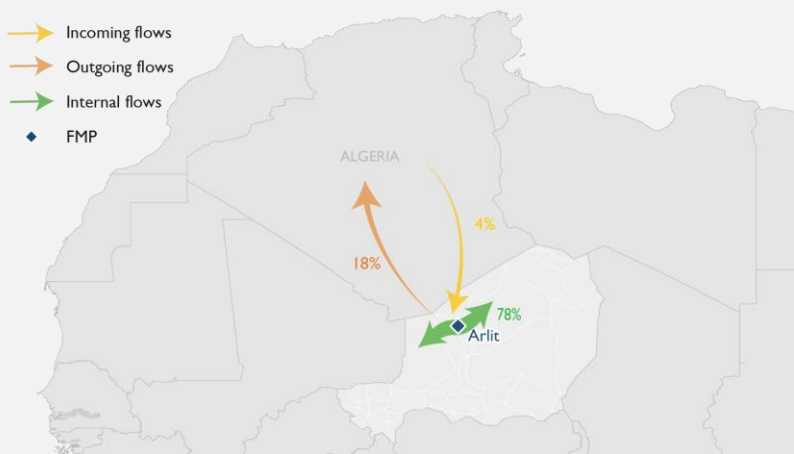 Incoming flows
Outgoing flows
Internal flows
FMP
ALGERIA
4%
18%
78%
Arlit